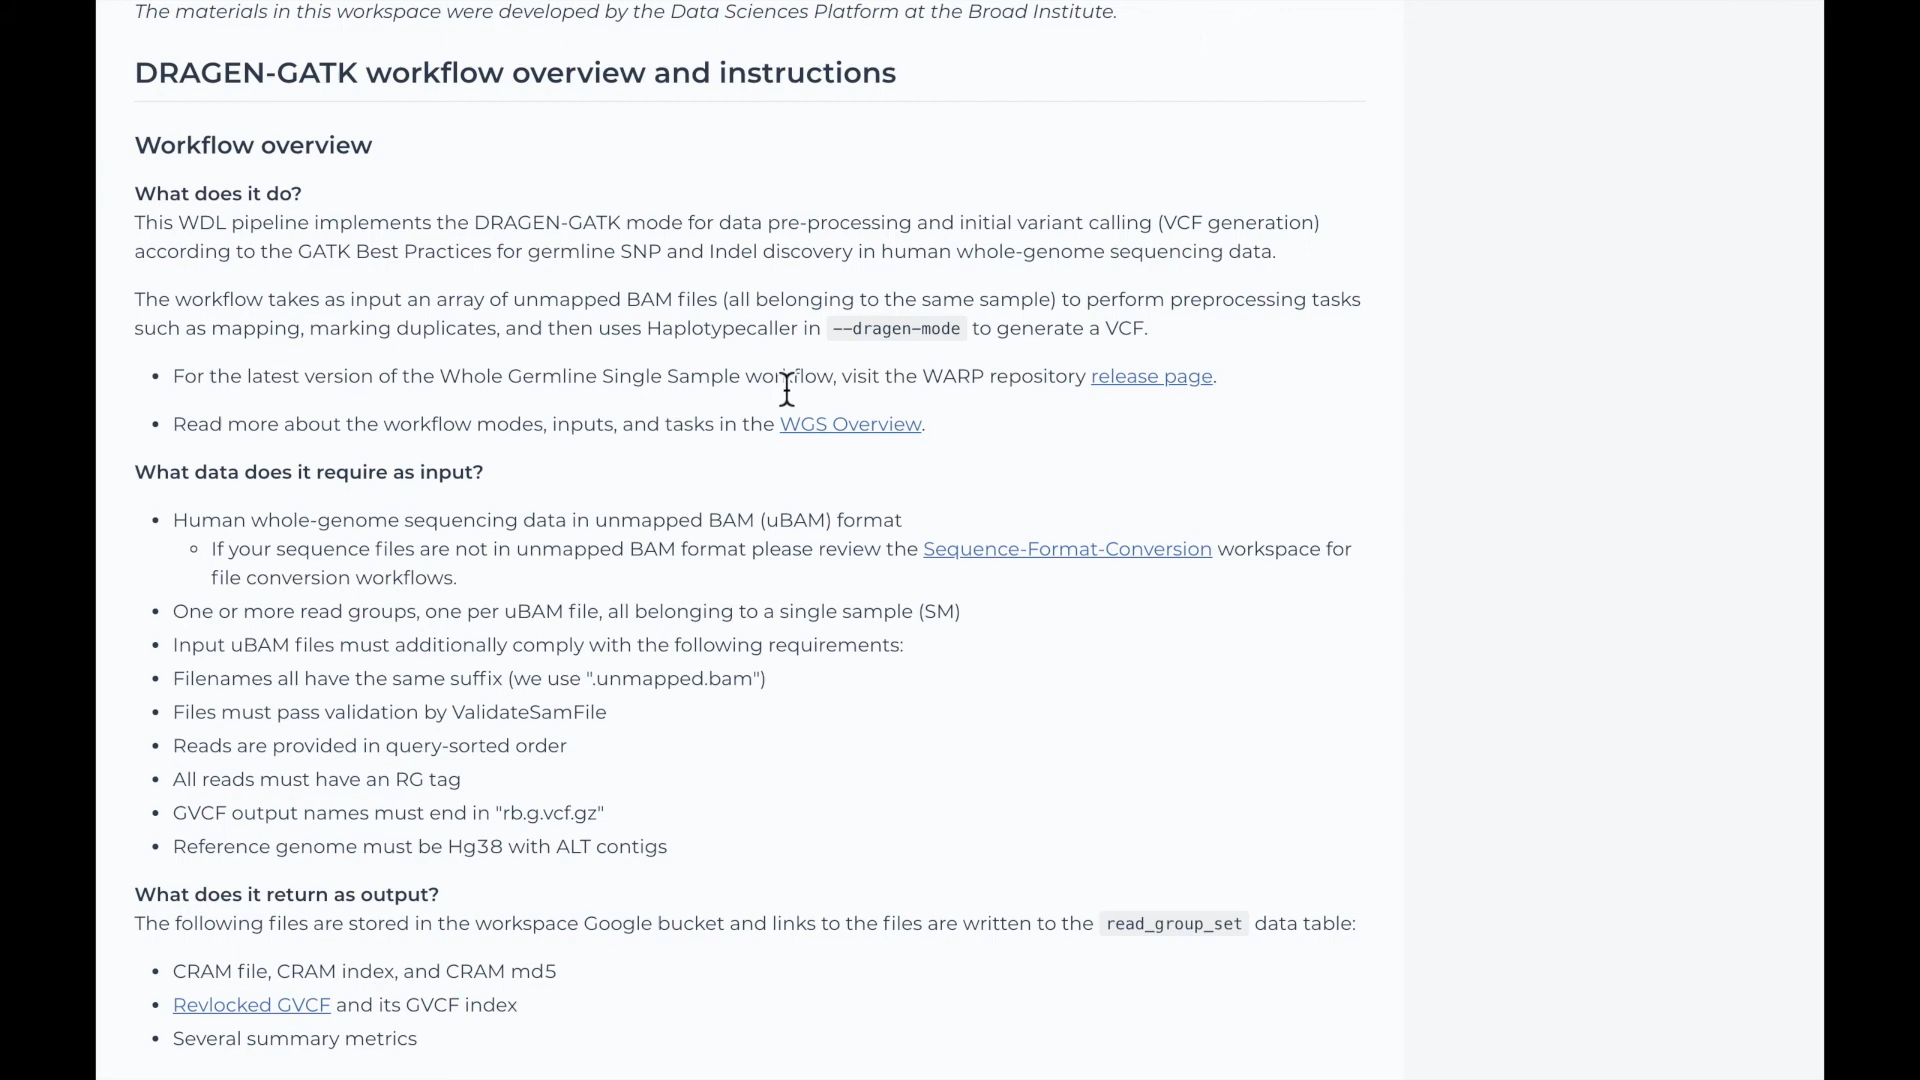 The materials in this workspace were developed by the Data Sciences Platform at the Broad Institute.
DRAGEN-GATK workflow overview and instructions
Workflow overview
What does it do?
This WDL pipeline implements the DRAGEN-GATK mode for data pre-processing and initial variant calling (VCF generation)
according to the GATK Best Practices for germline SNP and Indel discovery in human whole-genome sequencing data.
The workflow takes as input an array of unmapped BAM files (all belonging to the same sample) to perform preprocessing tasks
such as mapping, marking duplicates, and then uses Haplotypecaller in --dragen-mode to generate a VCF.
• For the latest version of the Whole Germline Single Sample workflow, visit the WARP repository release page.
• Read more about the workflow modes, inputs, and tasks in the WGS Overview.
What data does it require as input?
• Human whole-genome sequencing data in unmapped BAM (uBAM) format
◦ If your sequence files are not in unmapped BAM format please review the Sequence-Format-Conversion workspace for
file conversion workflows.
• One or more read groups, one per uBAM file, all belonging to a single sample (SM)
• Input uBAM files must additionally comply with the following requirements:
• Filenames all have the same suffix (we use ".unmapped.bam")
• Files must pass validation by ValidateSamFile
• Reads are provided in query-sorted order
• All reads must have an RG tag
• GVCF output names must end in "rb.g.vcf.gz"
• Reference genome must be Hg38 with ALT contigs
What does it return as output?
The following files are stored in the workspace Google bucket and links to the files are written to the read_group_set data table:
• CRAM file, CRAM index, and CRAM md5
• Revlocked GVCF and its GVCF index
• Several summary metrics